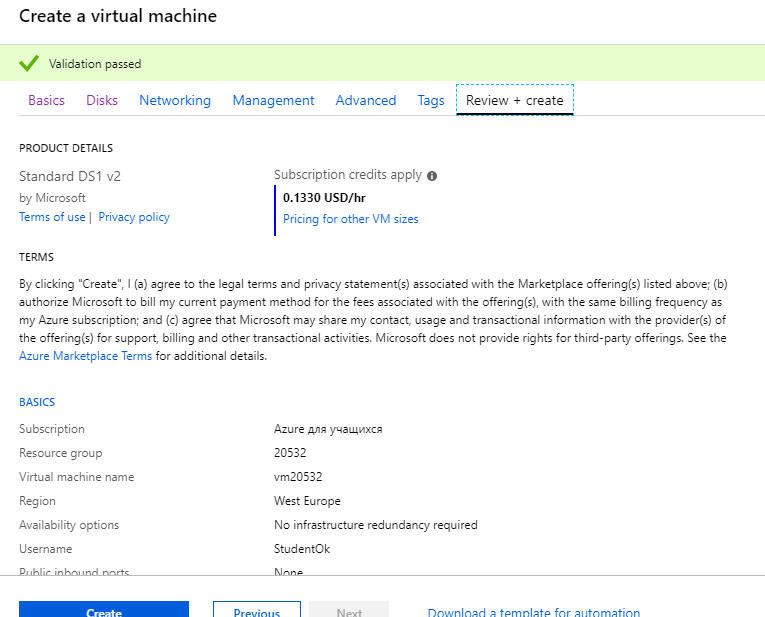 Create a virtual machine
Validation passed
Basics Disks Networking Management Advanced Tags Review + create
PRODUCT DETAILS
Standard DS1 v2
by Microsoft
Terms of use | Privacy policy
Subscription credits apply
0.1330 USD/hr
Pricing for other VM sizes
TERMS
By clicking "Create", I (a) agree to the legal terms and privacy statement(s) associated with the Marketplace offering(s) listed above; (b)
authorize Microsoft to bill my current payment method for the fees associated with the offering(s), with the same billing frequency as
my Azure subscription; and (c) agree that Microsoft may share my contact, usage and transactional information with the provider(s) of
the offering(s) for support, billing and other transactional activities. Microsoft does not provide rights for third-party offerings. See the
Azure Marketplace Terms for additional details.
BASICS
Subscription Azure для учащихся
Resource group 20532
Virtual machine name vm20532
Region West Europe
Availability options No infrastructure redundancy required
Username StudentOk
Public inbound ports None
Create Previous Next Download a template for automation